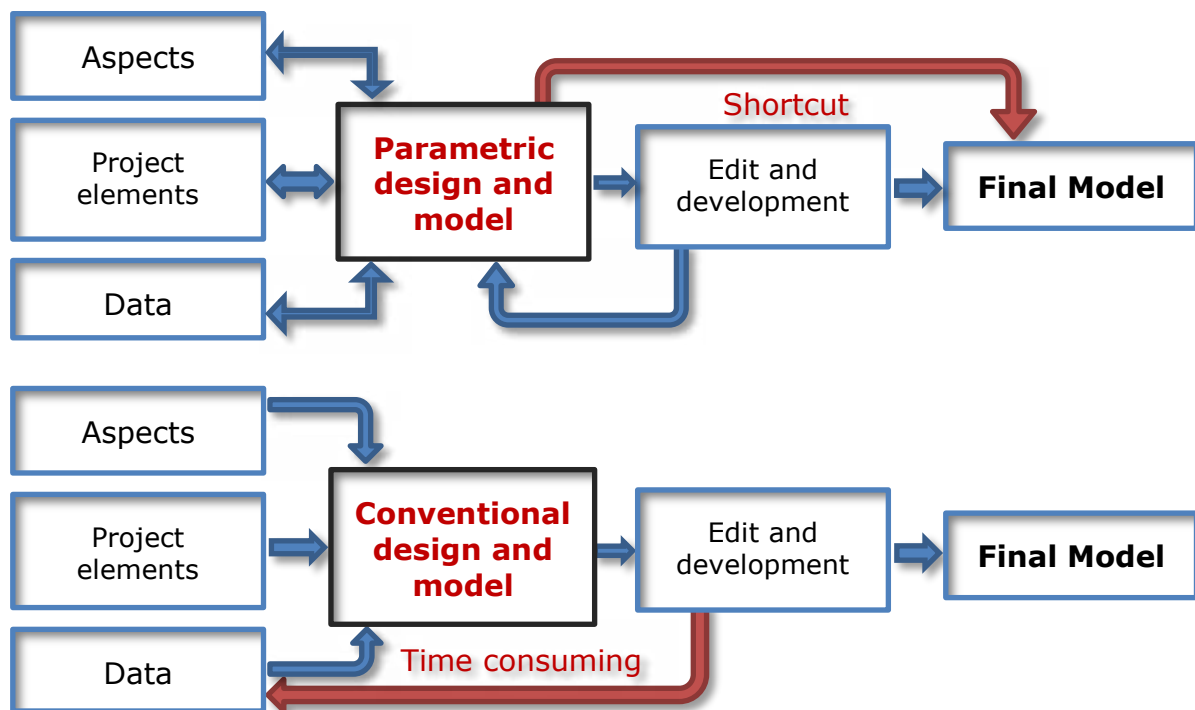 Aspects
Shortcut
Parametric
design and
model
Project
elements
Edit and
development
Final Model
Data
Aspects
Conventional
design and
model
Project
elements
Edit and
development
Final Model
Data
Time consuming